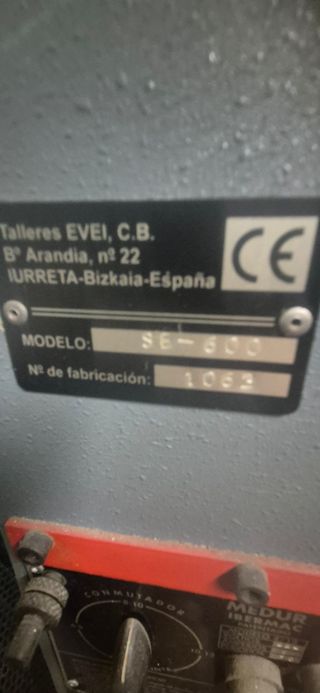 Talleres EVEI, C.B.
Bº Arandia, nº 22
IURRETA-Bizkaia-España
CE
MODELO: SE-600
Nº de fabricación: 1063
CONMUTADOR
MEDUR
IBERMAC